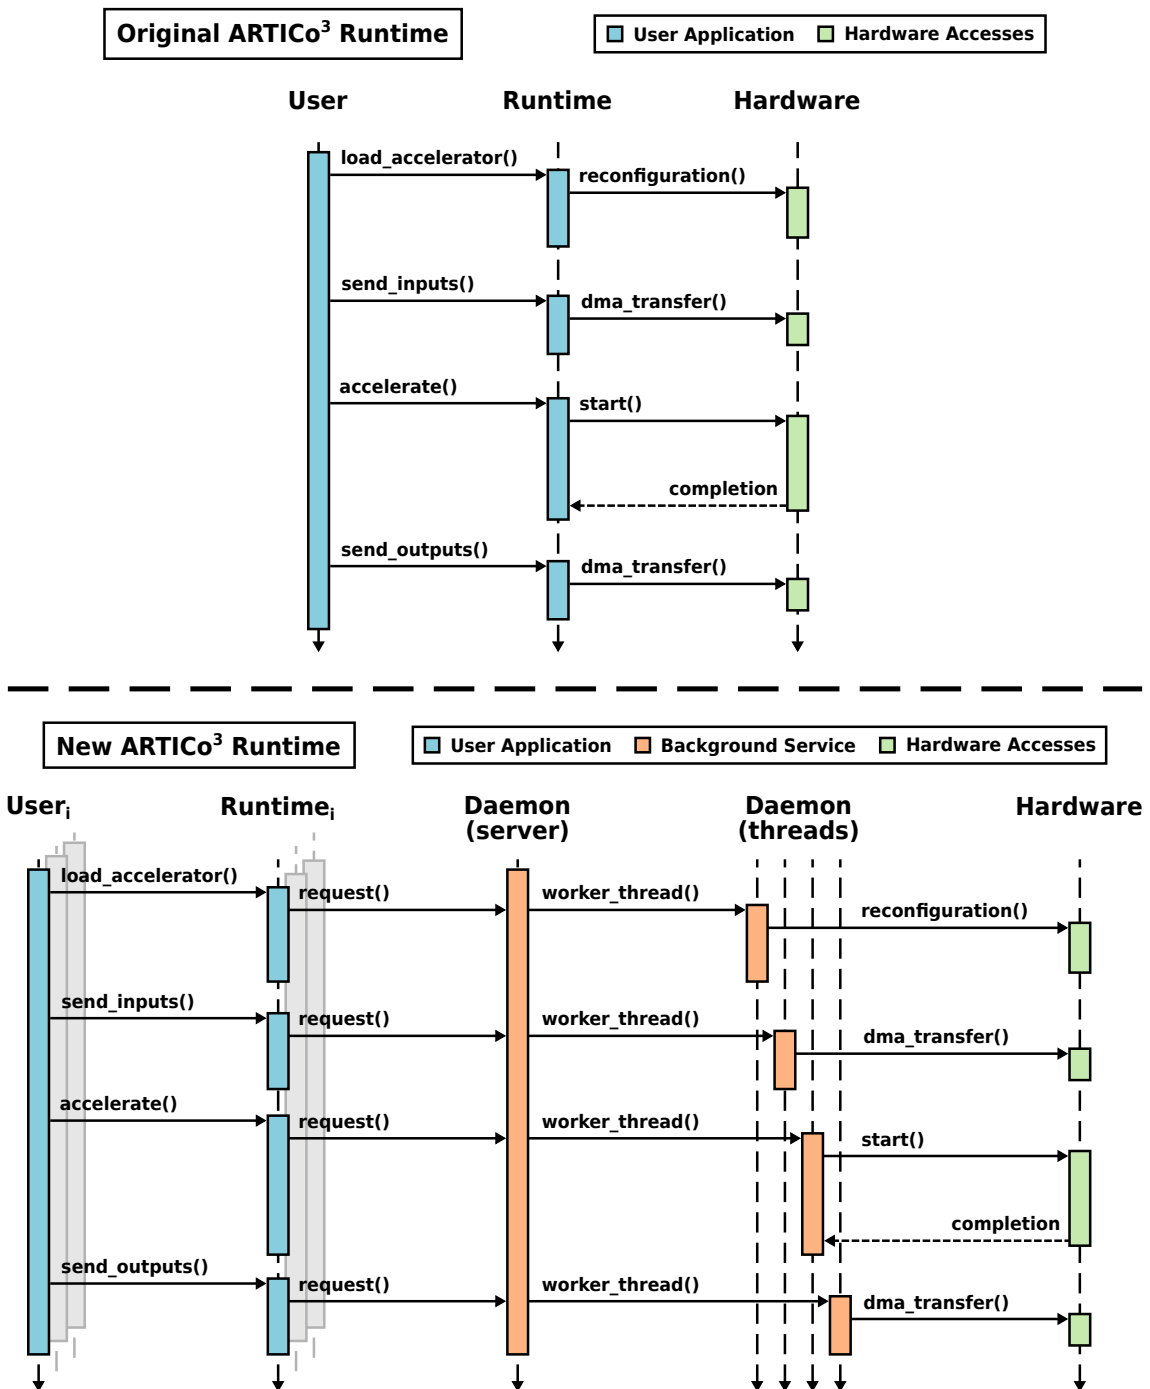 Original ARTICo³ Runtime
User Application
Hardware Accesses
User
Runtime
Hardware
load_accelerator()
reconfiguration()
send_inputs()
dma_transfer()
accelerate()
start()
completion
send_outputs()
dma_transfer()
New ARTICo³ Runtime
User Application
Background Service
Hardware Accesses
Userᵢ
Runtimeᵢ
Daemon
(server)
Daemon
(threads)
Hardware
load_accelerator()
request()
worker_thread()
reconfiguration()
send_inputs()
request()
worker_thread()
dma_transfer()
accelerate()
request()
worker_thread()
start()
completion
send_outputs()
request()
worker_thread()
dma_transfer()